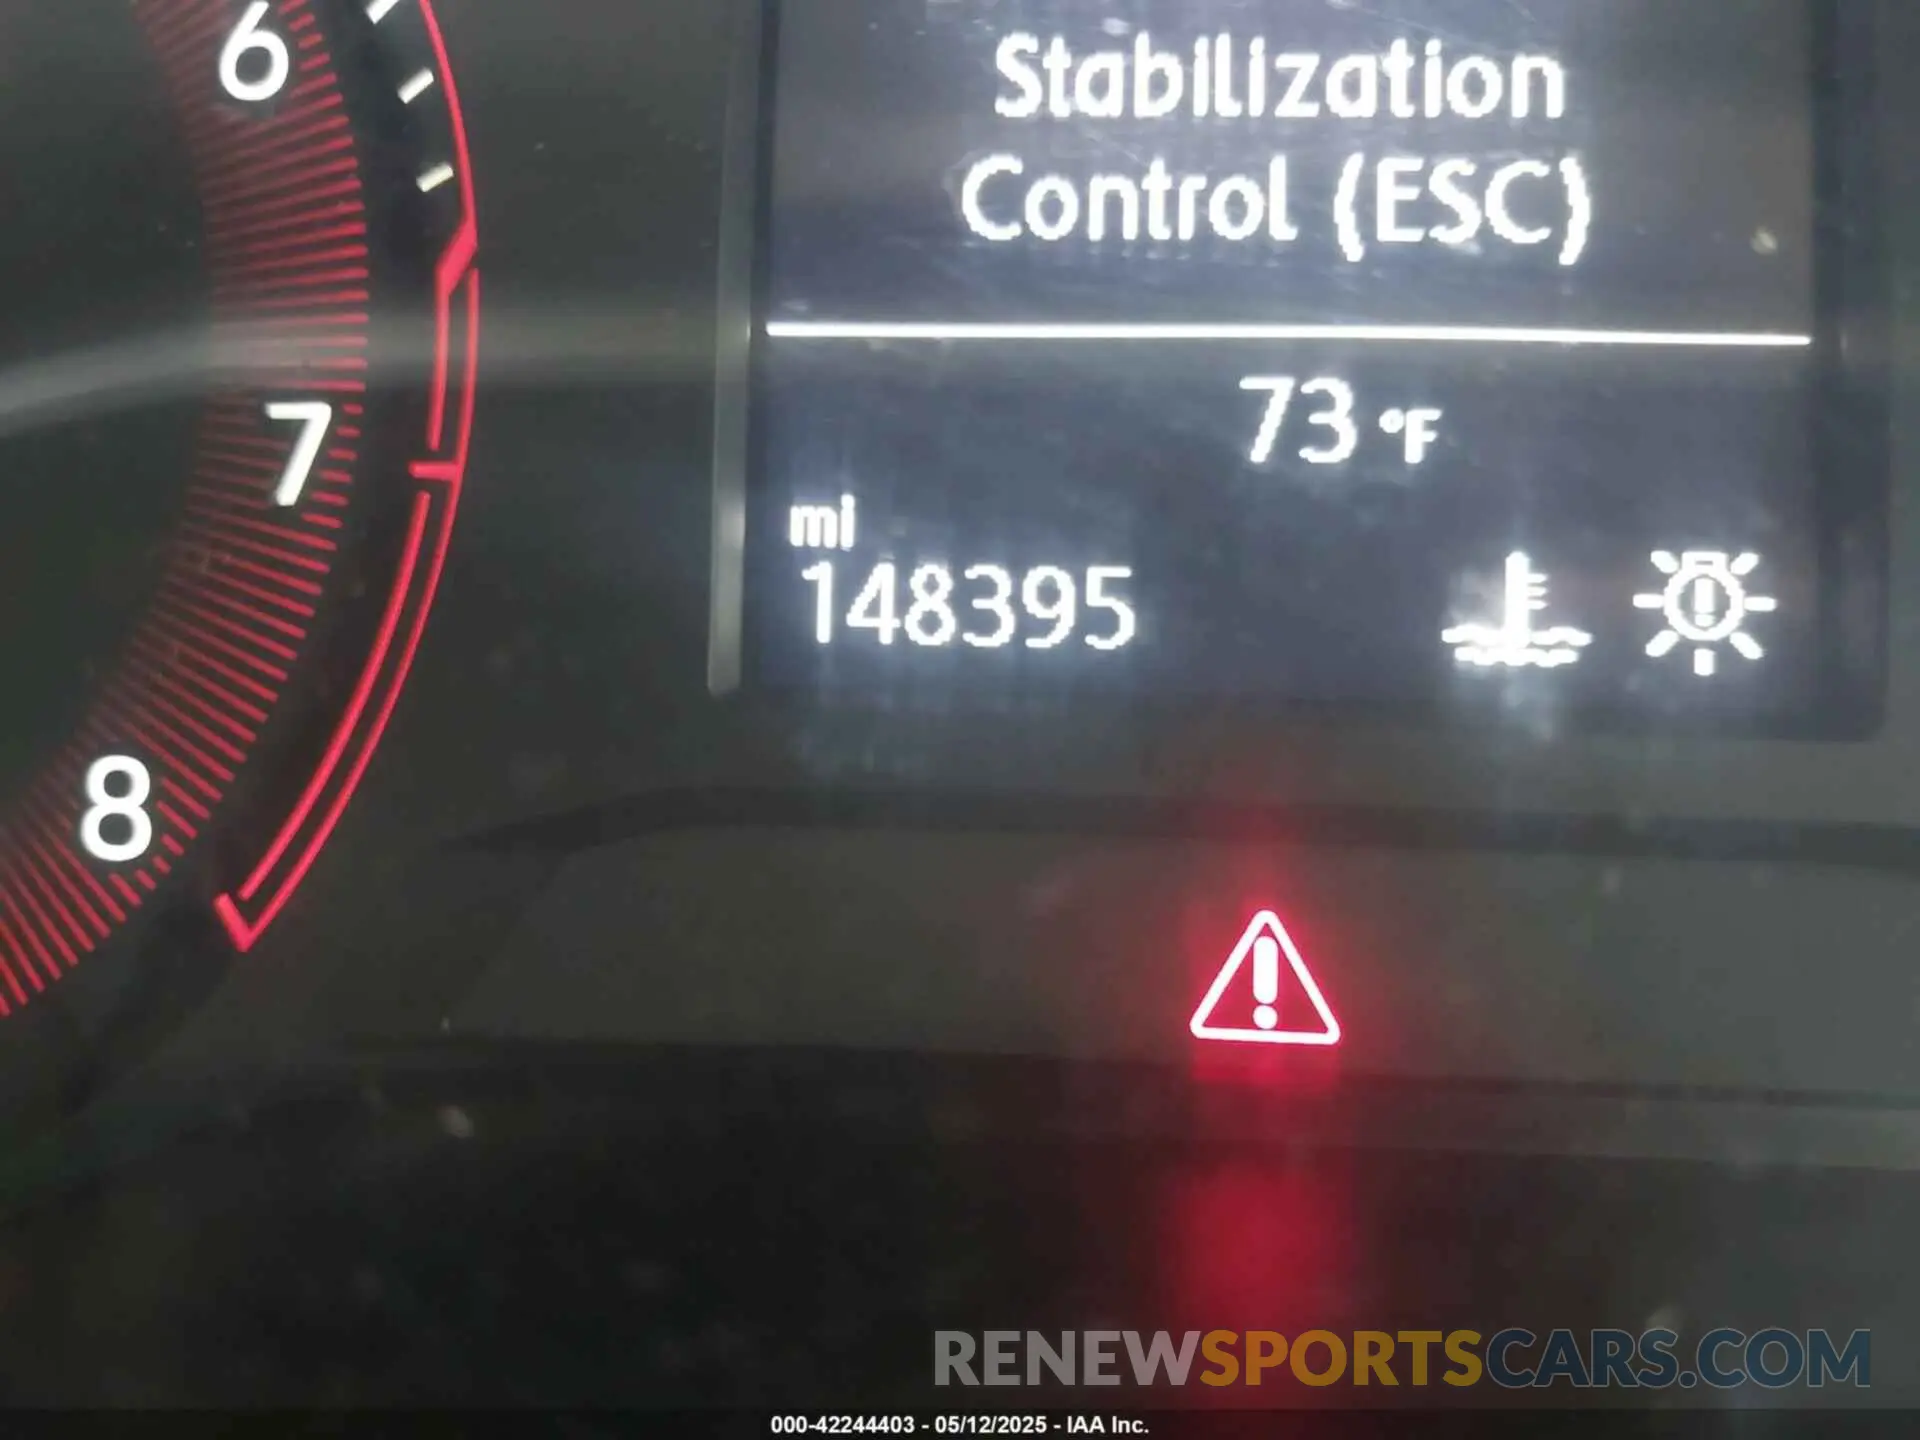 6
Stabilization
Control (ESC)
73 °F
7
mi
148395
8
RENEWSPORTSCARS.COM
000-42244403 - 05/12/2025 - IAA Inc.